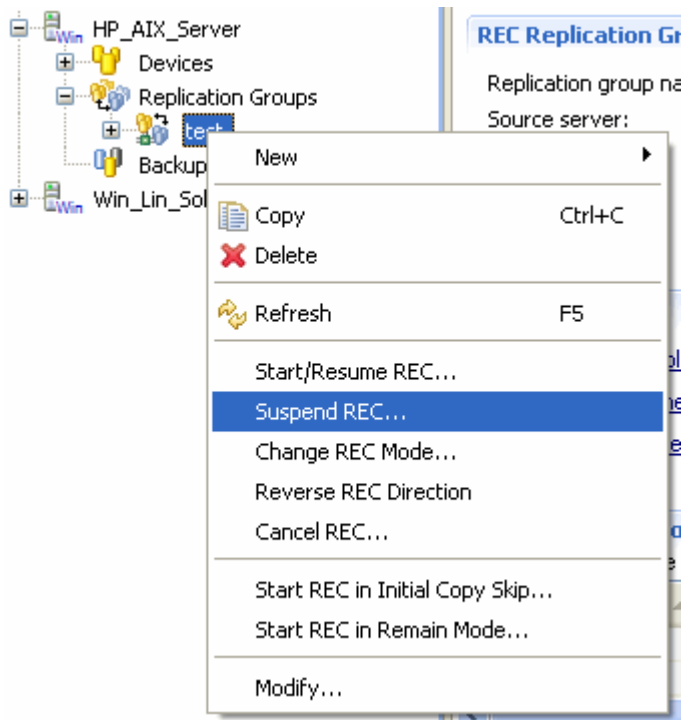 Win HP_AIX_Server
REC Replication Gr
Devices
Replication group na
Replication Groups
Source server:
test
Backup
Win Win_Lin_Sol
New
Copy Ctrl+C
Delete
Refresh F5
Start/Resume REC...
Suspend REC...
Change REC Mode...
Reverse REC Direction
Cancel REC...
Start REC in Initial Copy Skip...
Start REC in Remain Mode...
Modify...